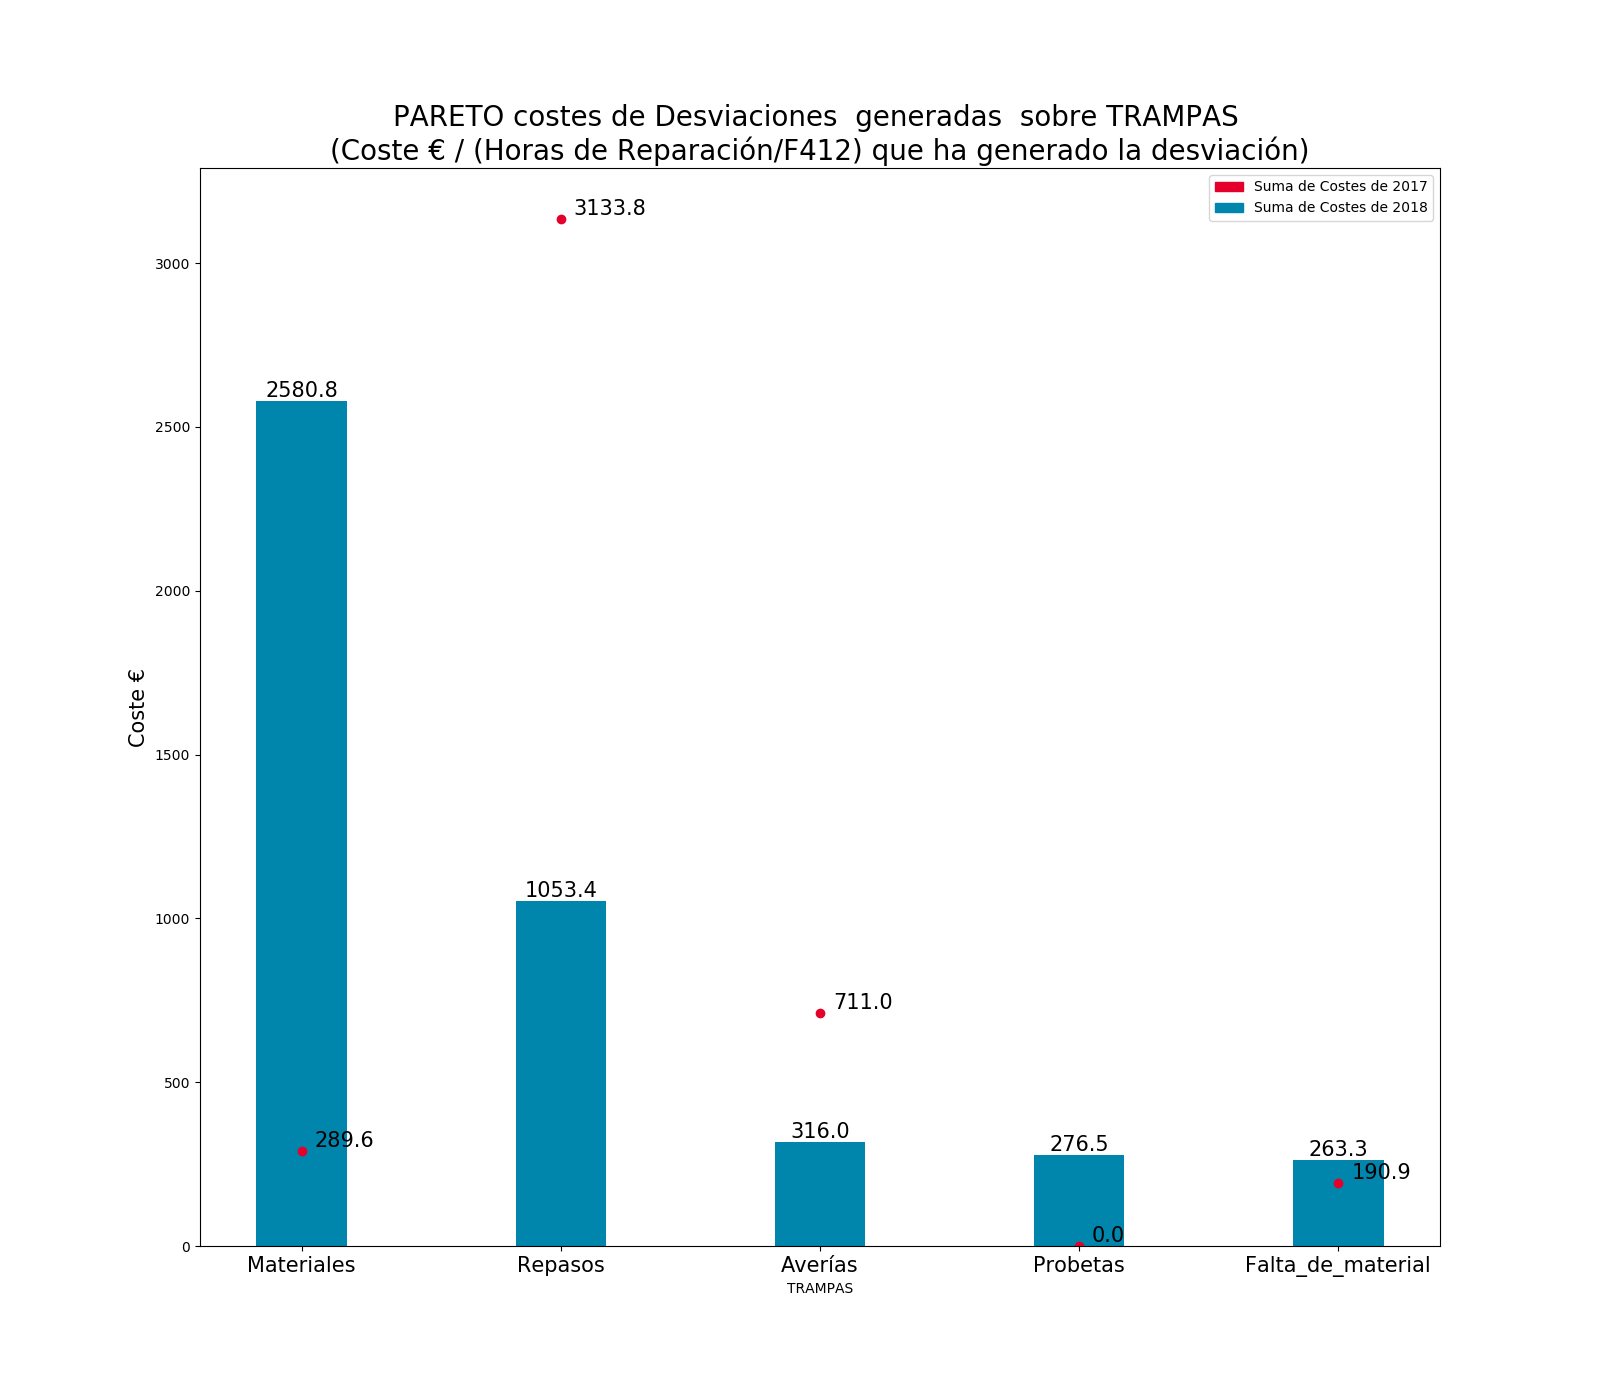 PARETO costes de Desviaciones  generadas  sobre TRAMPAS
(Coste € / (Horas de Reparación/F412) que ha generado la desviación)
Suma de Costes de 2017
Suma de Costes de 2018
Coste €
3000
2500
2000
1500
1000
500
0
2580.8
289.6
1053.4
3133.8
316.0
711.0
276.5
0.0
263.3
190.9
Materiales
Repasos
Averías
Probetas
Falta_de_material
TRAMPAS